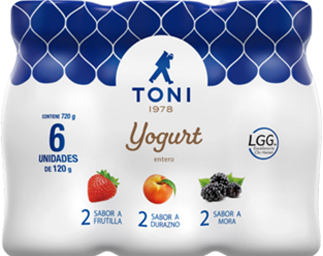 TONI
1978
CONTIENE 720 g
6
UNIDADES
DE 120g
Yogurt
entero
LGG®
2 SABOR A
FRUTILLA
2 SABOR A
DURAZNO
2 SABOR A
MORA